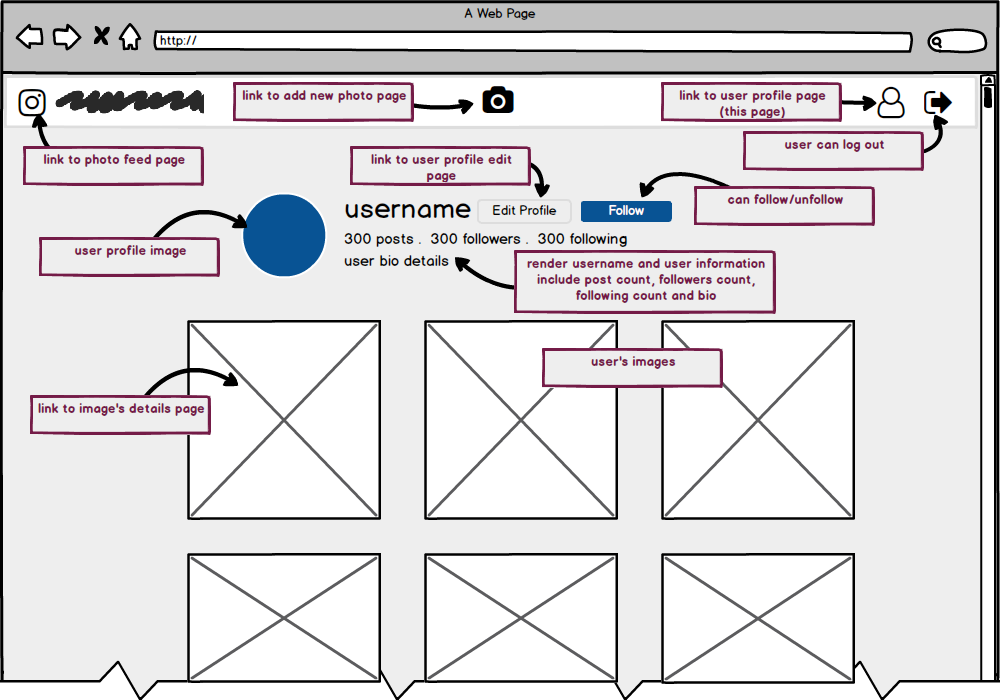 A Web Page
http://
link to add new photo page
link to user profile page
(this page)
user can log out
link to photo feed page
link to user profile edit
page
can follow/unfollow
username
Edit Profile
Follow
300 posts . 300 followers . 300 following
user bio details
user profile image
render username and user information
include post count, followers count,
following count and bio
user's images
link to image's details page